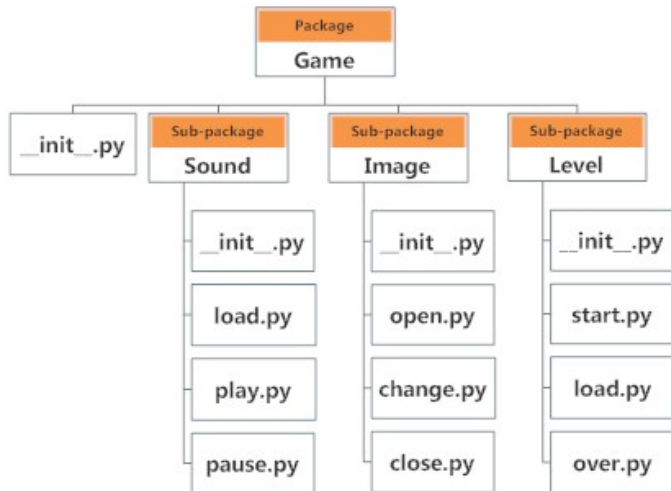 Package
Game
__init__.py
Sub-package
Sound
__init__.py
load.py
play.py
pause.py
Sub-package
Image
__init__.py
open.py
change.py
close.py
Sub-package
Level
__init__.py
start.py
load.py
over.py